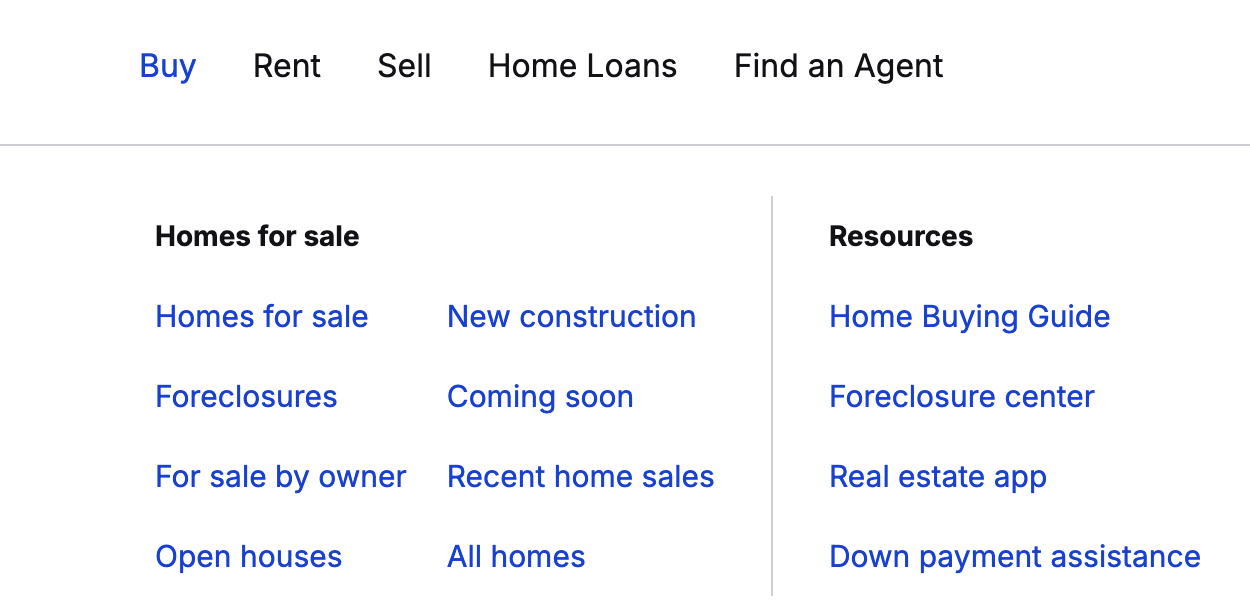 Buy Rent Sell Home Loans Find an Agent
Homes for sale
Homes for sale
Foreclosures
For sale by owner
Open houses
New construction
Coming soon
Recent home sales
All homes
Resources
Home Buying Guide
Foreclosure center
Real estate app
Down payment assistance